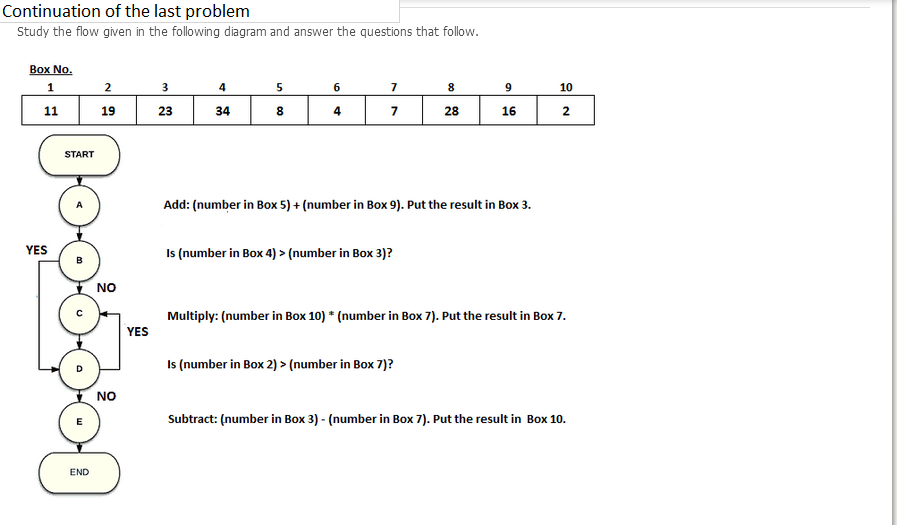 Continuation of the last problem
Study the flow given in the following diagram and answer the questions that follow.
Box No.
1 2 3 4 5 6 7 8 9 10
11 19 23 34 8 4 7 28 16 2
START
A
Add: (number in Box 5) + (number in Box 9). Put the result in Box 3.
YES
B
Is (number in Box 4) > (number in Box 3)?
NO
C
Multiply: (number in Box 10) * (number in Box 7). Put the result in Box 7.
YES
D
Is (number in Box 2) > (number in Box 7)?
NO
E
Subtract: (number in Box 3) - (number in Box 7). Put the result in Box 10.
END